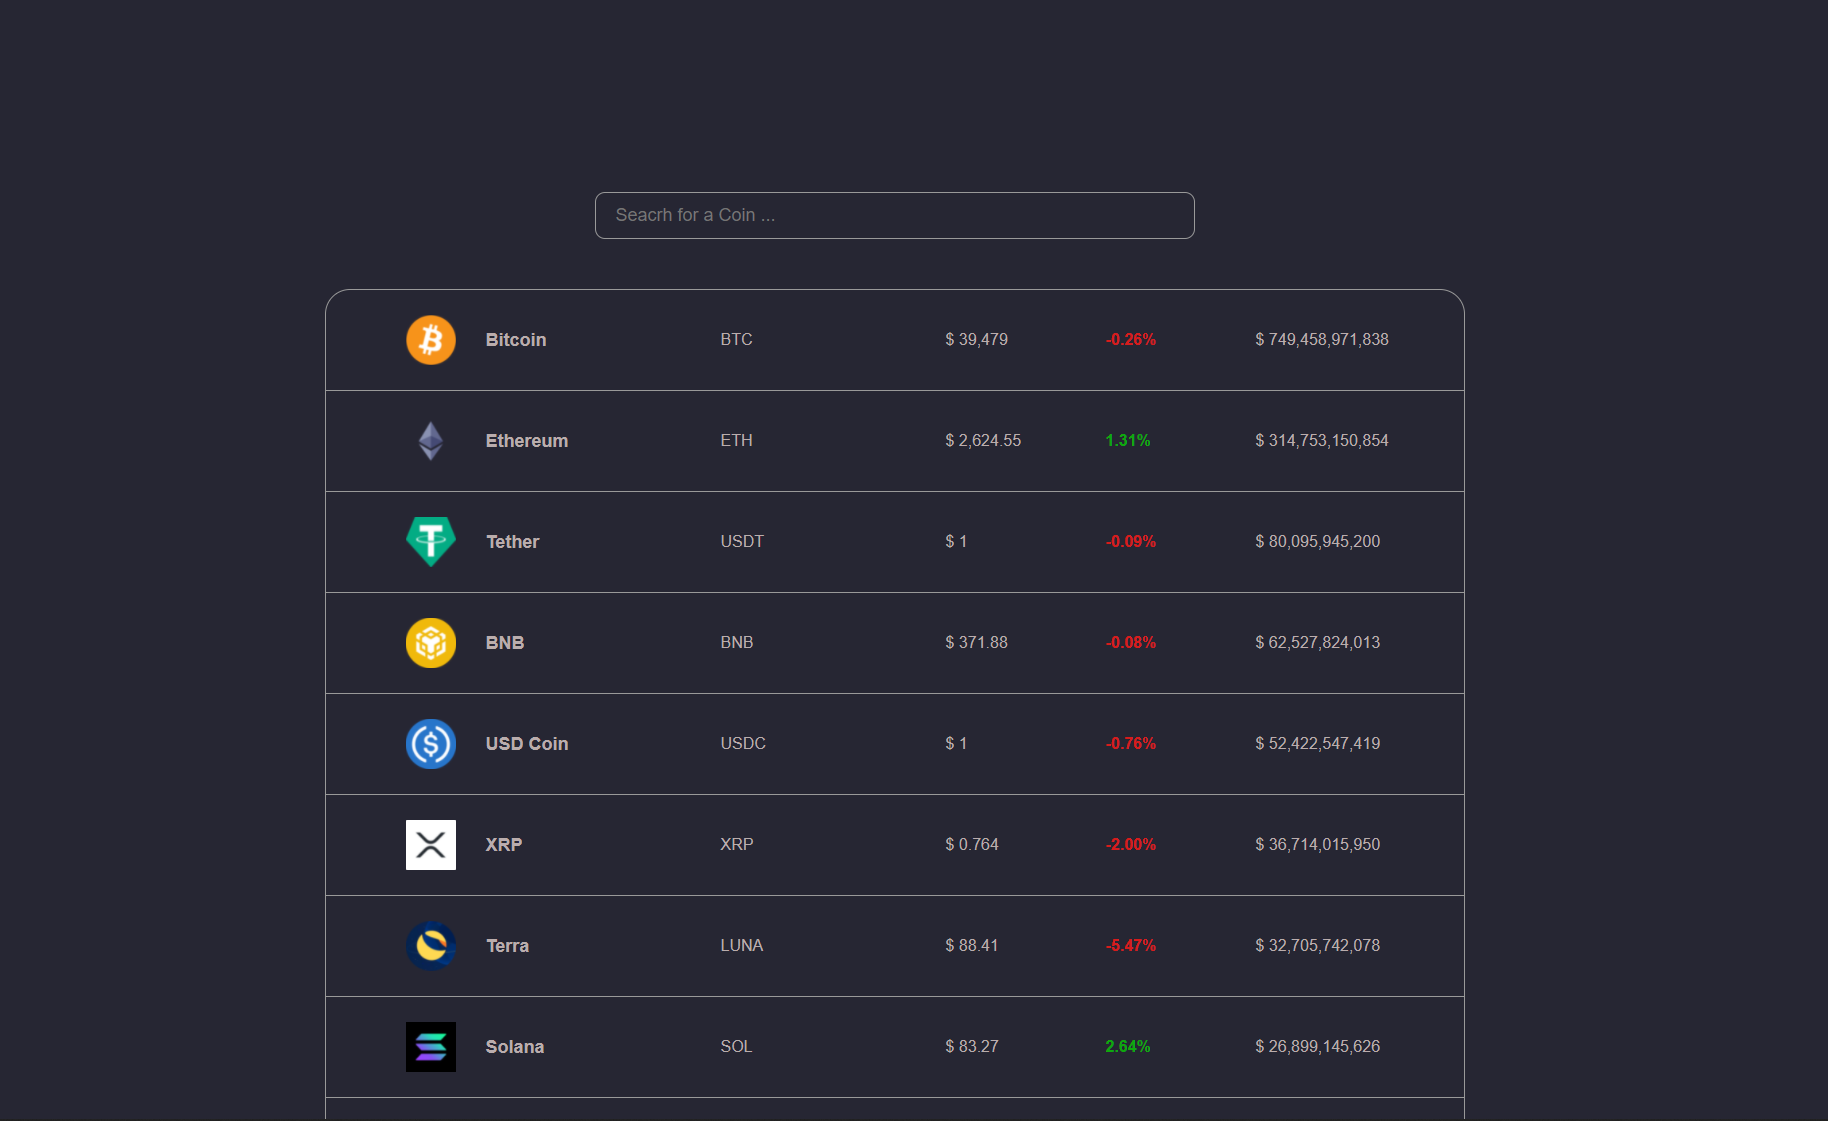 Seacrh for a Coin ...
Bitcoin BTC $ 39,479 -0.26% $ 749,458,971,838
Ethereum ETH $ 2,624.55 1.31% $ 314,753,150,854
Tether USDT $ 1 -0.09% $ 80,095,945,200
BNB BNB $ 371.88 -0.08% $ 62,527,824,013
USD Coin USDC $ 1 -0.76% $ 52,422,547,419
XRP XRP $ 0.764 -2.00% $ 36,714,015,950
Terra LUNA $ 88.41 -5.47% $ 32,705,742,078
Solana SOL $ 83.27 2.64% $ 26,899,145,626